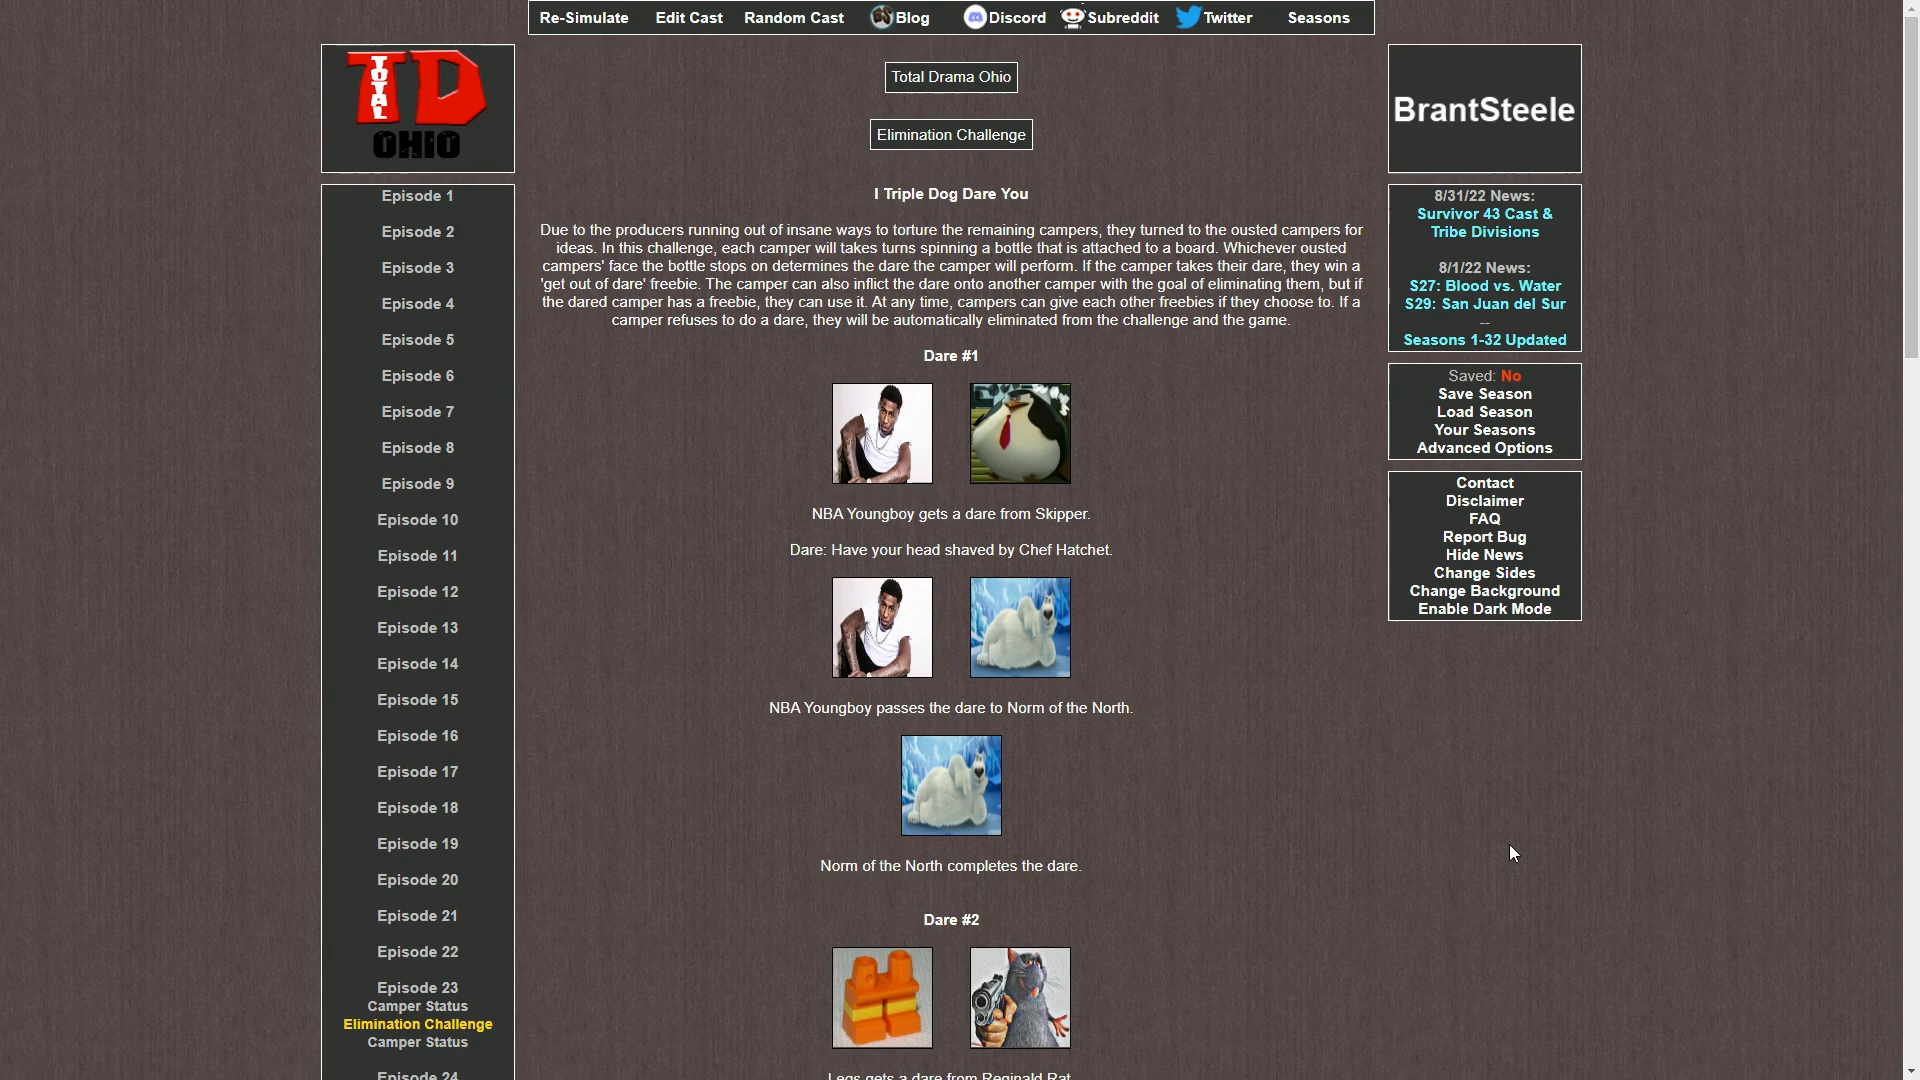 Re-Simulate Edit Cast Random Cast Blog Discord Subreddit Twitter Seasons
TOTAL
TD
OHIO
Episode 1
Episode 2
Episode 3
Episode 4
Episode 5
Episode 6
Episode 7
Episode 8
Episode 9
Episode 10
Episode 11
Episode 12
Episode 13
Episode 14
Episode 15
Episode 16
Episode 17
Episode 18
Episode 19
Episode 20
Episode 21
Episode 22
Episode 23
Camper Status
Elimination Challenge
Camper Status
Episode 24
Total Drama Ohio
Elimination Challenge
I Triple Dog Dare You
Due to the producers running out of insane ways to torture the remaining campers, they turned to the ousted campers for
ideas. In this challenge, each camper will takes turns spinning a bottle that is attached to a board. Whichever ousted
campers' face the bottle stops on determines the dare the camper will perform. If the camper takes their dare, they win a
'get out of dare' freebie. The camper can also inflict the dare onto another camper with the goal of eliminating them, but if
the dared camper has a freebie, they can use it. At any time, campers can give each other freebies if they choose to. If a
camper refuses to do a dare, they will be automatically eliminated from the challenge and the game.
Dare #1
NBA Youngboy gets a dare from Skipper.
Dare: Have your head shaved by Chef Hatchet.
NBA Youngboy passes the dare to Norm of the North.
Norm of the North completes the dare.
Dare #2
Legs gets a dare from Reginald Rat.
BrantSteele
8/31/22 News:
Survivor 43 Cast &
Tribe Divisions
8/1/22 News:
S27: Blood vs. Water
S29: San Juan del Sur
--
Seasons 1-32 Updated
Saved: No
Save Season
Load Season
Your Seasons
Advanced Options
Contact
Disclaimer
FAQ
Report Bug
Hide News
Change Sides
Change Background
Enable Dark Mode